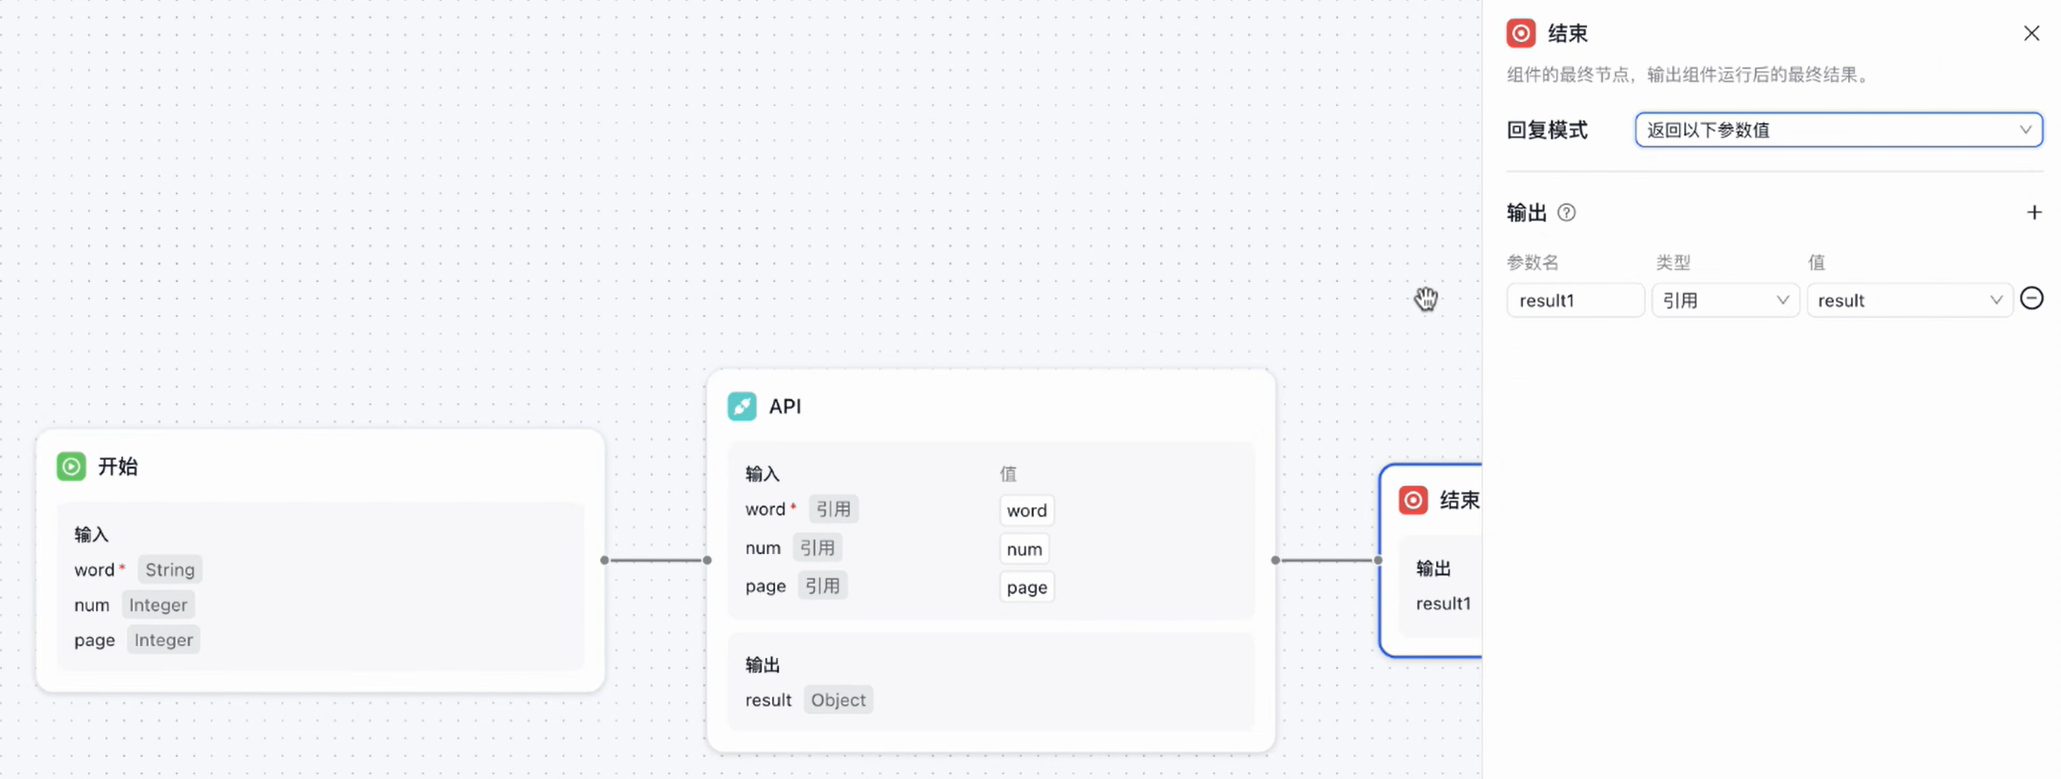 开始
输入
word* String
num Integer
page Integer
API
输入 值
word* 引用 word
num 引用 num
page 引用 page
输出
result Object
结束
输出
result1
结束
组件的最终节点，输出组件运行后的最终结果。
回复模式 返回以下参数值
输出
参数名 类型 值
result1 引用 result